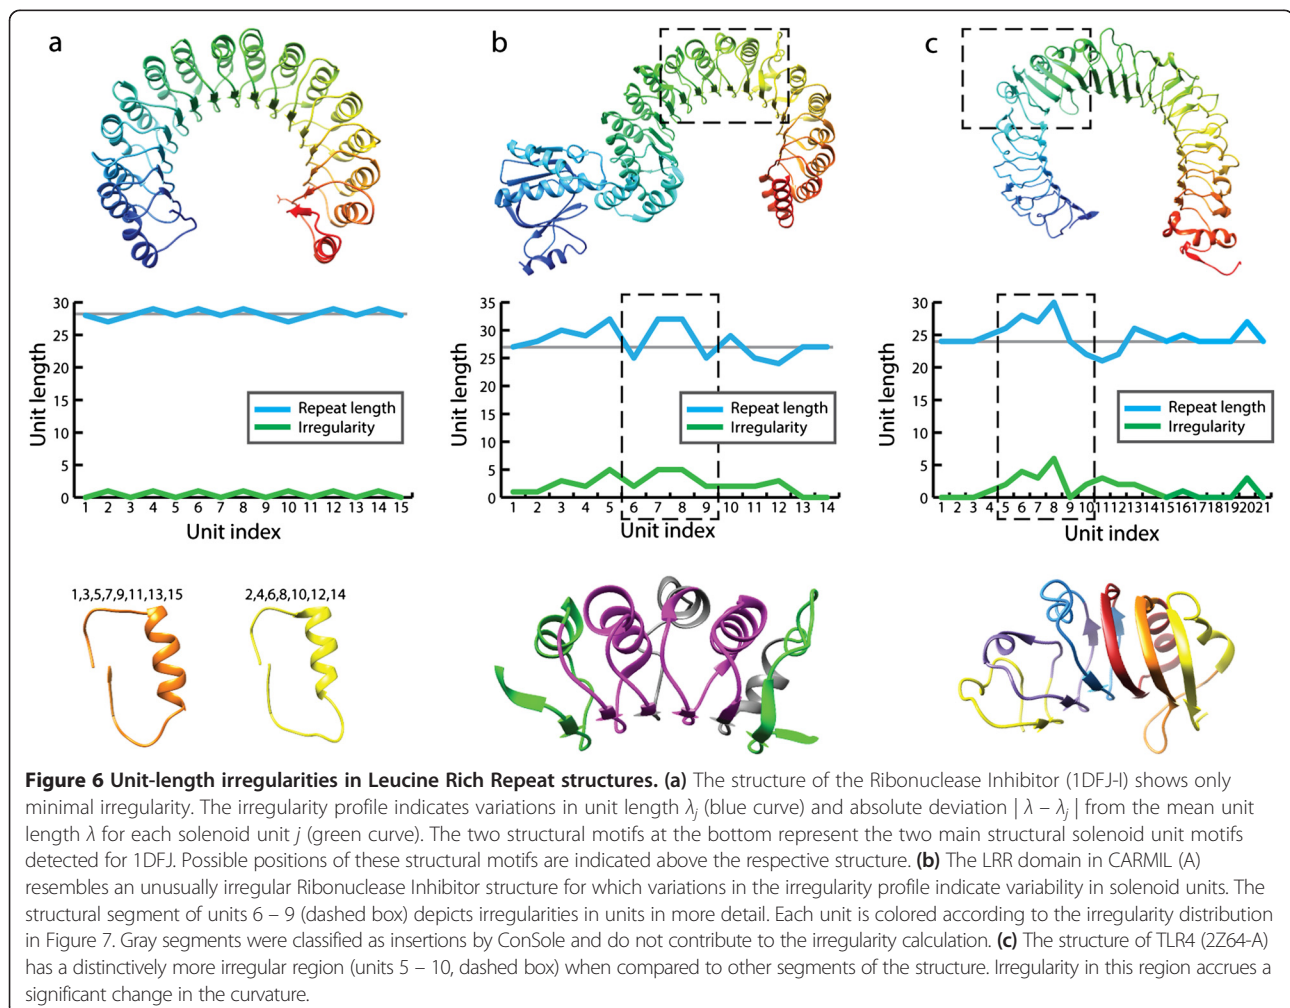 a
b
c
30
25
20
15
10
5
0
Unit length
Repeat length
Irregularity
1 2 3 4 5 6 7 8 9 10 11 12 13 14 15
Unit index
35
30
25
20
15
10
5
0
Unit length
Repeat length
Irregularity
1 2 3 4 5 6 7 8 9 10 11 12 13 14
Unit index
30
25
20
15
10
5
0
Unit length
Repeat length
Irregularity
1 2 3 4 5 6 7 8 9 10 11 12 13 14 15 16 17 18 19 20 21
Unit index
1,3,5,7,9,11,13,15
2,4,6,8,10,12,14
Figure 6 Unit-length irregularities in Leucine Rich Repeat structures. (a) The structure of the Ribonuclease Inhibitor (1DFJ-I) shows only
minimal irregularity. The irregularity profile indicates variations in unit length λj (blue curve) and absolute deviation | λ – λj | from the mean unit
length λ for each solenoid unit j (green curve). The two structural motifs at the bottom represent the two main structural solenoid unit motifs
detected for 1DFJ. Possible positions of these structural motifs are indicated above the respective structure. (b) The LRR domain in CARMIL (A)
resembles an unusually irregular Ribonuclease Inhibitor structure for which variations in the irregularity profile indicate variability in solenoid units. The
structural segment of units 6 – 9 (dashed box) depicts irregularities in units in more detail. Each unit is colored according to the irregularity distribution
in Figure 7. Gray segments were classified as insertions by ConSole and do not contribute to the irregularity calculation. (c) The structure of TLR4 (2Z64-A)
has a distinctively more irregular region (units 5 – 10, dashed box) when compared to other segments of the structure. Irregularity in this region accrues a
significant change in the curvature.